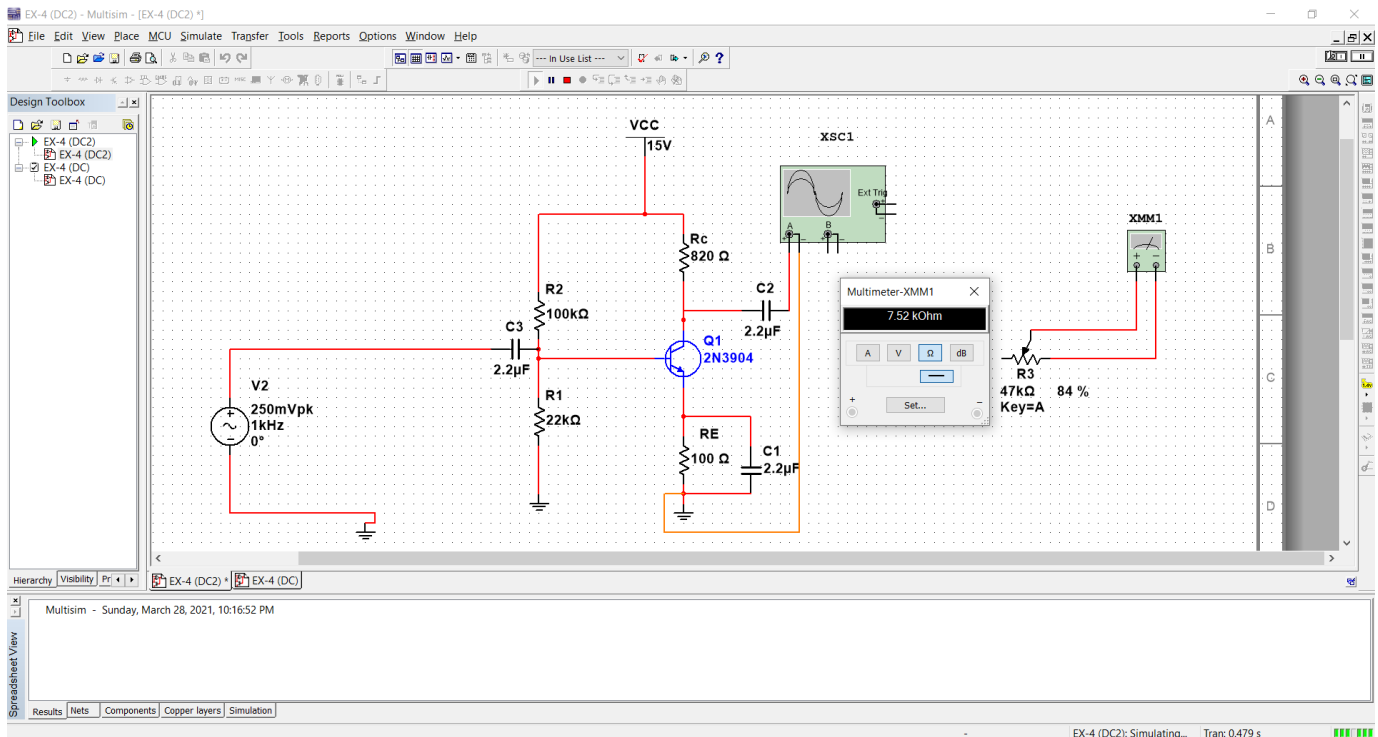 EX-4 (DC2) - Multisim - [EX-4 (DC2) *]
File Edit View Place MCU Simulate Transfer Tools Reports Options Window Help
--- In Use List ---
Design Toolbox
EX-4 (DC2)
EX-4 (DC2)
EX-4 (DC)
EX-4 (DC)
VCC
15V
XSC1
Ext Trig
A
B
XMM1
Rc
820 Ω
R2
100kΩ
C2
2.2µF
C3
2.2µF
Q1
2N3904
V2
250mVpk
1kHz
0°
R1
22kΩ
RE
100 Ω
C1
2.2µF
Multimeter-XMM1
7.52 kOhm
A V Ω dB
Set...
R3
47kΩ 84 %
Key=A
A
B
C
D
Hierarchy Visibility Pr
EX-4 (DC2) * EX-4 (DC)
Multisim - Sunday, March 28, 2021, 10:16:52 PM
Spreadsheet View
Results Nets Components Copper layers Simulation
- EX-4 (DC2): Simulating... Tran: 0.479 s